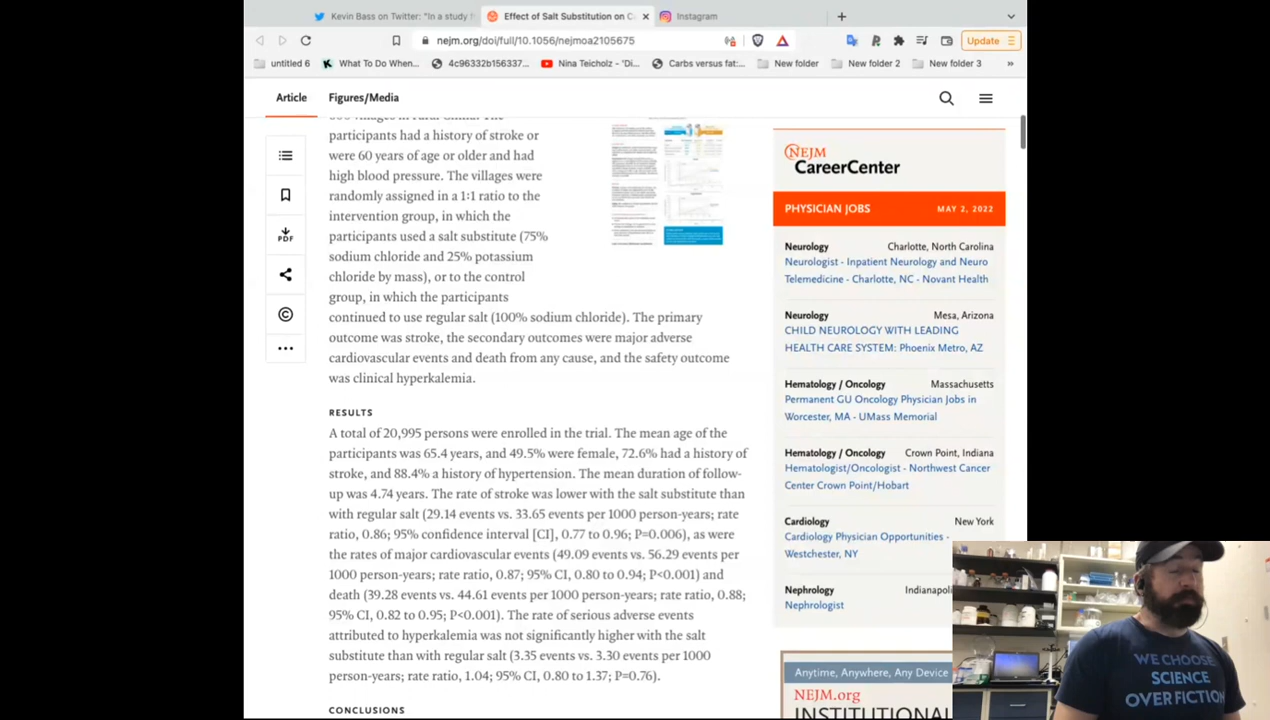 Kevin Bass on Twitter: "In a study f
Effect of Salt Substitution on C
Instagram
nejm.org/doi/full/10.1056/nejmoa2105675
Update
untitled 6
What To Do When...
4c96332b156337...
Nina Teicholz - 'Di...
Carbs versus fat:...
New folder
New folder 2
New folder 3
»
Article
Figures/Media
participants had a history of stroke or
were 60 years of age or older and had
high blood pressure. The villages were
randomly assigned in a 1:1 ratio to the
intervention group, in which the
participants used a salt substitute (75%
sodium chloride and 25% potassium
chloride by mass), or to the control
group, in which the participants
continued to use regular salt (100% sodium chloride). The primary
outcome was stroke, the secondary outcomes were major adverse
cardiovascular events and death from any cause, and the safety outcome
was clinical hyperkalemia.
RESULTS
A total of 20,995 persons were enrolled in the trial. The mean age of the
participants was 65.4 years, and 49.5% were female, 72.6% had a history of
stroke, and 88.4% a history of hypertension. The mean duration of follow-
up was 4.74 years. The rate of stroke was lower with the salt substitute than
with regular salt (29.14 events vs. 33.65 events per 1000 person-years; rate
ratio, 0.86; 95% confidence interval [CI], 0.77 to 0.96; P=0.006), as were
the rates of major cardiovascular events (49.09 events vs. 56.29 events per
1000 person-years; rate ratio, 0.87; 95% CI, 0.80 to 0.94; P<0.001) and
death (39.28 events vs. 44.61 events per 1000 person-years; rate ratio, 0.88;
95% CI, 0.82 to 0.95; P<0.001). The rate of serious adverse events
attributed to hyperkalemia was not significantly higher with the salt
substitute than with regular salt (3.35 events vs. 3.30 events per 1000
person-years; rate ratio, 1.04; 95% CI, 0.80 to 1.37; P=0.76).
CONCLUSIONS
PDF
NEJM
CareerCenter
PHYSICIAN JOBS MAY 2, 2022
Neurology Charlotte, North Carolina
Neurologist - Inpatient Neurology and Neuro
Telemedicine - Charlotte, NC - Novant Health
Neurology Mesa, Arizona
CHILD NEUROLOGY WITH LEADING
HEALTH CARE SYSTEM: Phoenix Metro, AZ
Hematology / Oncology Massachusetts
Permanent GU Oncology Physician Jobs in
Worcester, MA - UMass Memorial
Hematology / Oncology Crown Point, Indiana
Hematologist/Oncologist - Northwest Cancer
Center Crown Point/Hobart
Cardiology New York
Cardiology Physician Opportunities -
Westchester, NY
Nephrology Indianapoli
Nephrologist
Anytime, Anywhere, Any Device
NEJM.org
INSTITUTIONAL
WE CHOOSE
SCIENCE
OVER FICTION